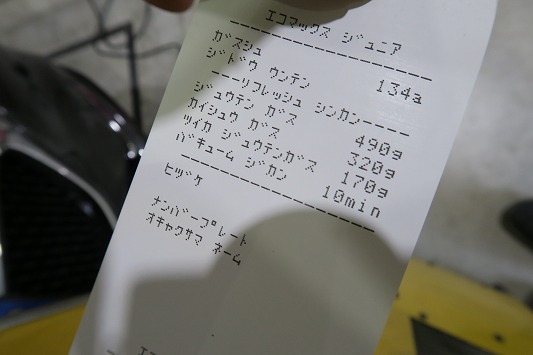 エコマックス ジュニア
ガスシュ 134a
ジドウ ウンテン
----リフレッシュ シンカン----
ジュウテン ガス 490g
カイシュウ ガス 320g
ツイカ ジュウテンガス 170g
バキューム ジカン 10min
ヒヅケ
ナンバープレート
オキャクサマ ネーム